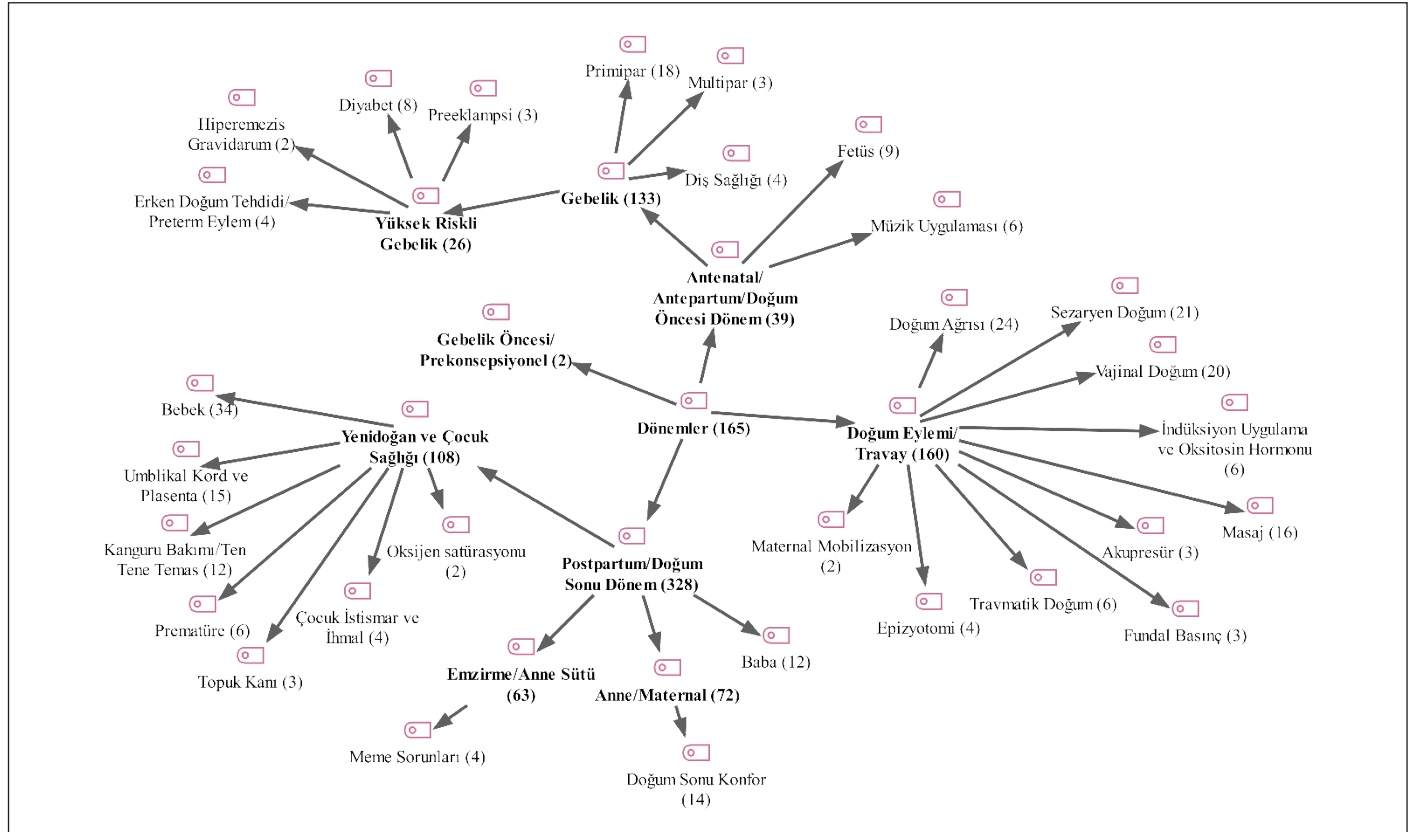 Primipar (18)
Multipar (3)
Diyabet (8)
Preeklampsi (3)
Hiperemezis
Gravidarum (2)
Fetüs (9)
Diş Sağlığı (4)
Erken Doğum Tehdidi/
Preterm Eylem (4)
Gebelik (133)
Yüksek Riskli
Gebelik (26)
Müzik Uygulaması (6)
Antenatal/
Antepartum/Doğum
Öncesi Dönem (39)
Gebelik Öncesi/
Prekonsepsiyonel (2)
Doğum Ağrısı (24)
Sezaryen Doğum (21)
Vajinal Doğum (20)
Bebek (34)
Yenidoğan ve Çocuk
Sağlığı (108)
Dönemler (165)
Doğum Eylemi/
Travay (160)
İndüksiyon Uygulama
ve Oksitosin Hormonu
(6)
Umblikal Kord ve
Plasenta (15)
Masaj (16)
Kanguru Bakımı/Ten
Tene Temas (12)
Oksijen satürasyonu
(2)
Postpartum/Doğum
Sonu Dönem (328)
Maternal Mobilizasyon
(2)
Akupresür (3)
Prematüre (6)
Çocuk İstismar ve
İhmal (4)
Epizyotomi (4)
Travmatik Doğum (6)
Fundal Basınç (3)
Topuk Kanı (3)
Emzirme/Anne Sütü
(63)
Anne/Maternal (72)
Baba (12)
Meme Sorunları (4)
Doğum Sonu Konfor
(14)